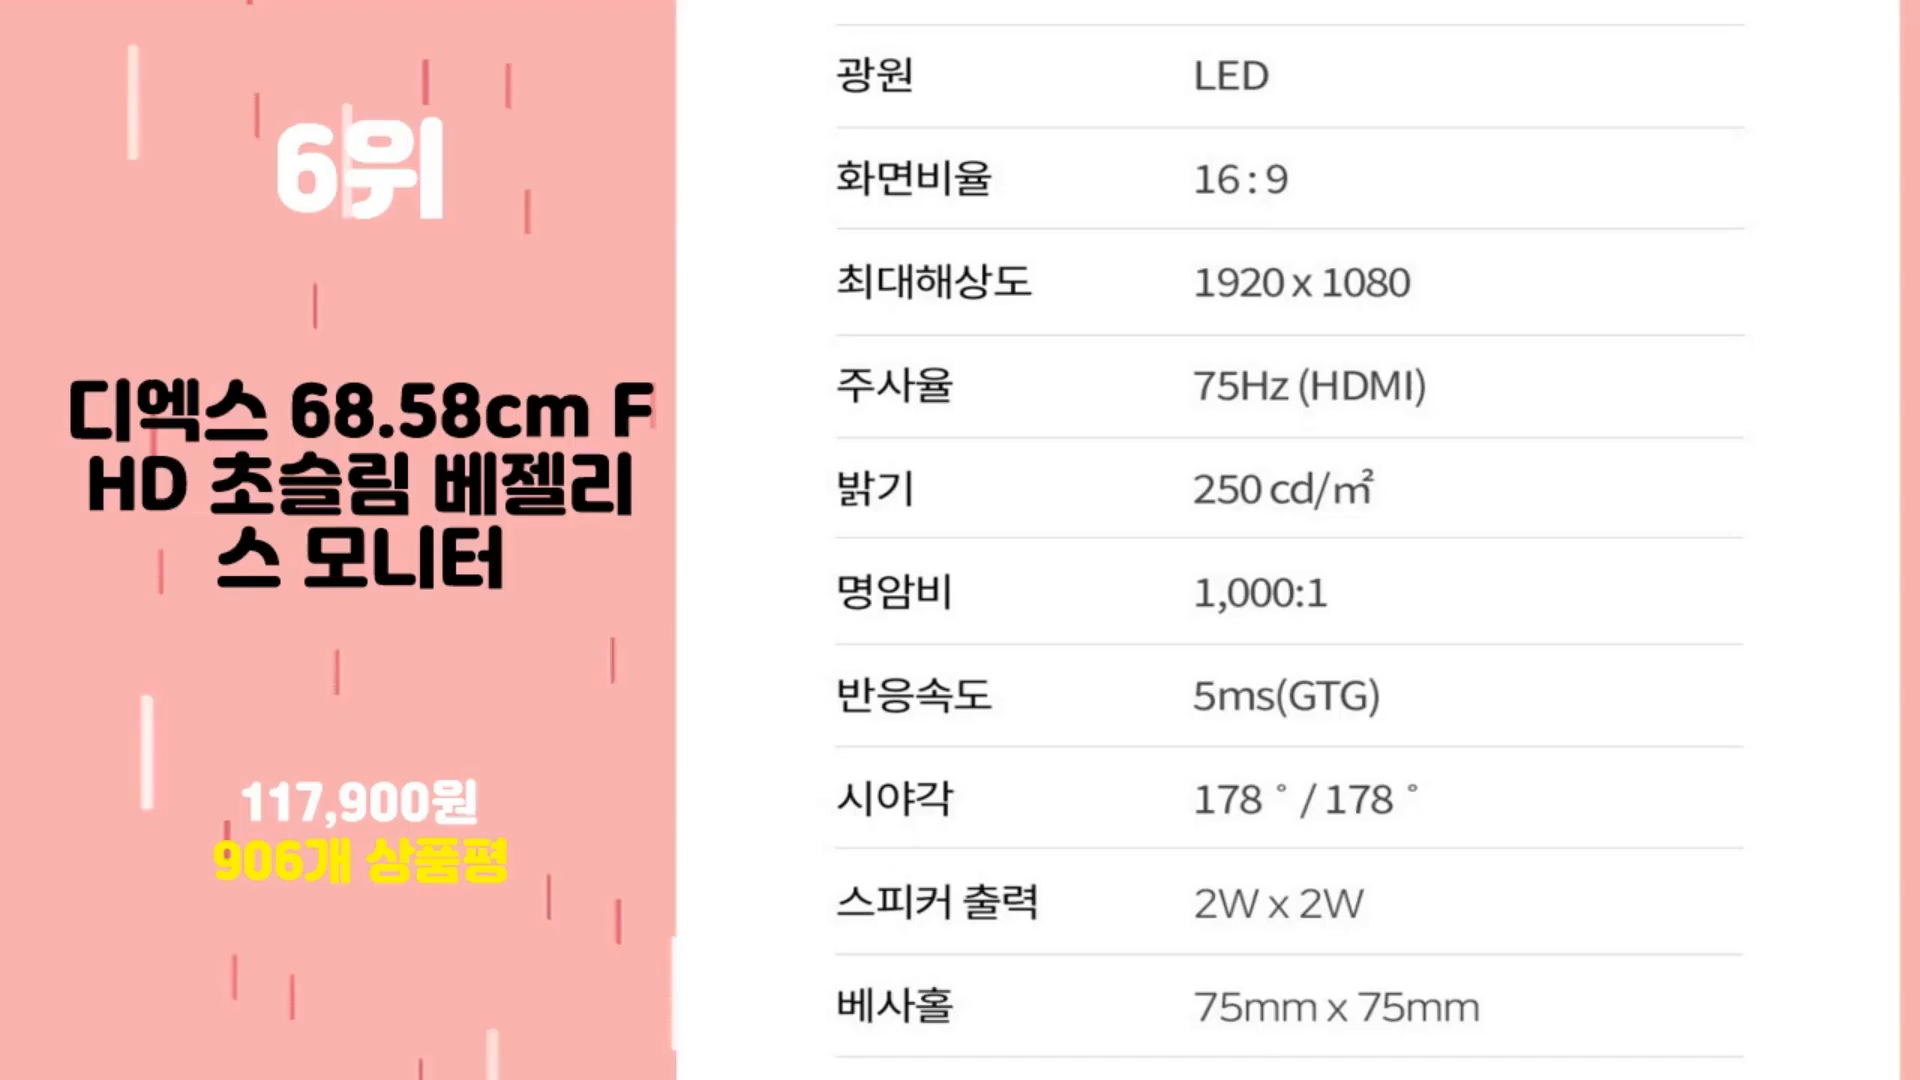 6위
디엑스 68.58cm F
HD 초슬림 베젤리
스 모니터
117,900원
906개 상품평
광원 LED
화면비율 16 : 9
최대해상도 1920 x 1080
주사율 75Hz (HDMI)
밝기 250 cd/㎡
명암비 1,000:1
반응속도 5ms(GTG)
시야각 178 ° / 178 °
스피커 출력 2W x 2W
베사홀 75mm x 75mm